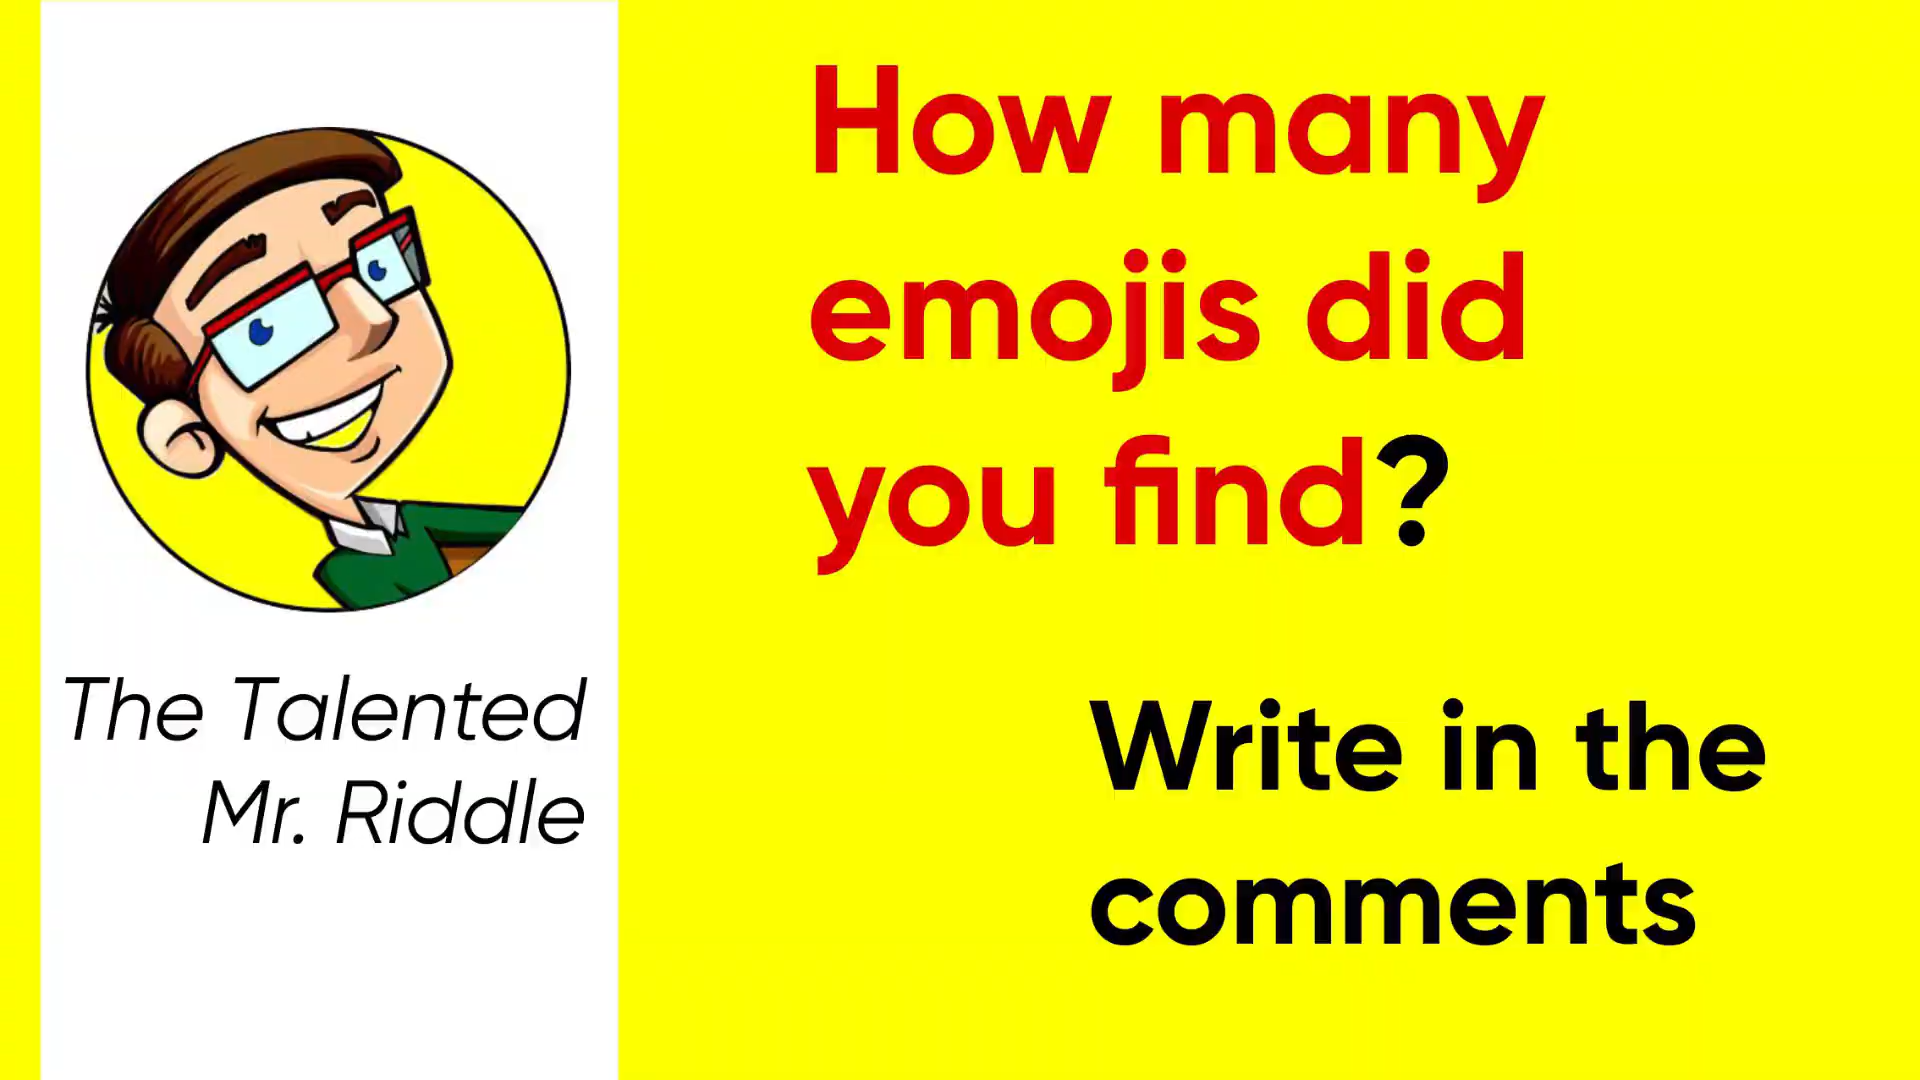 The Talented
Mr. Riddle
How many
emojis did
you find?
Write in the
comments